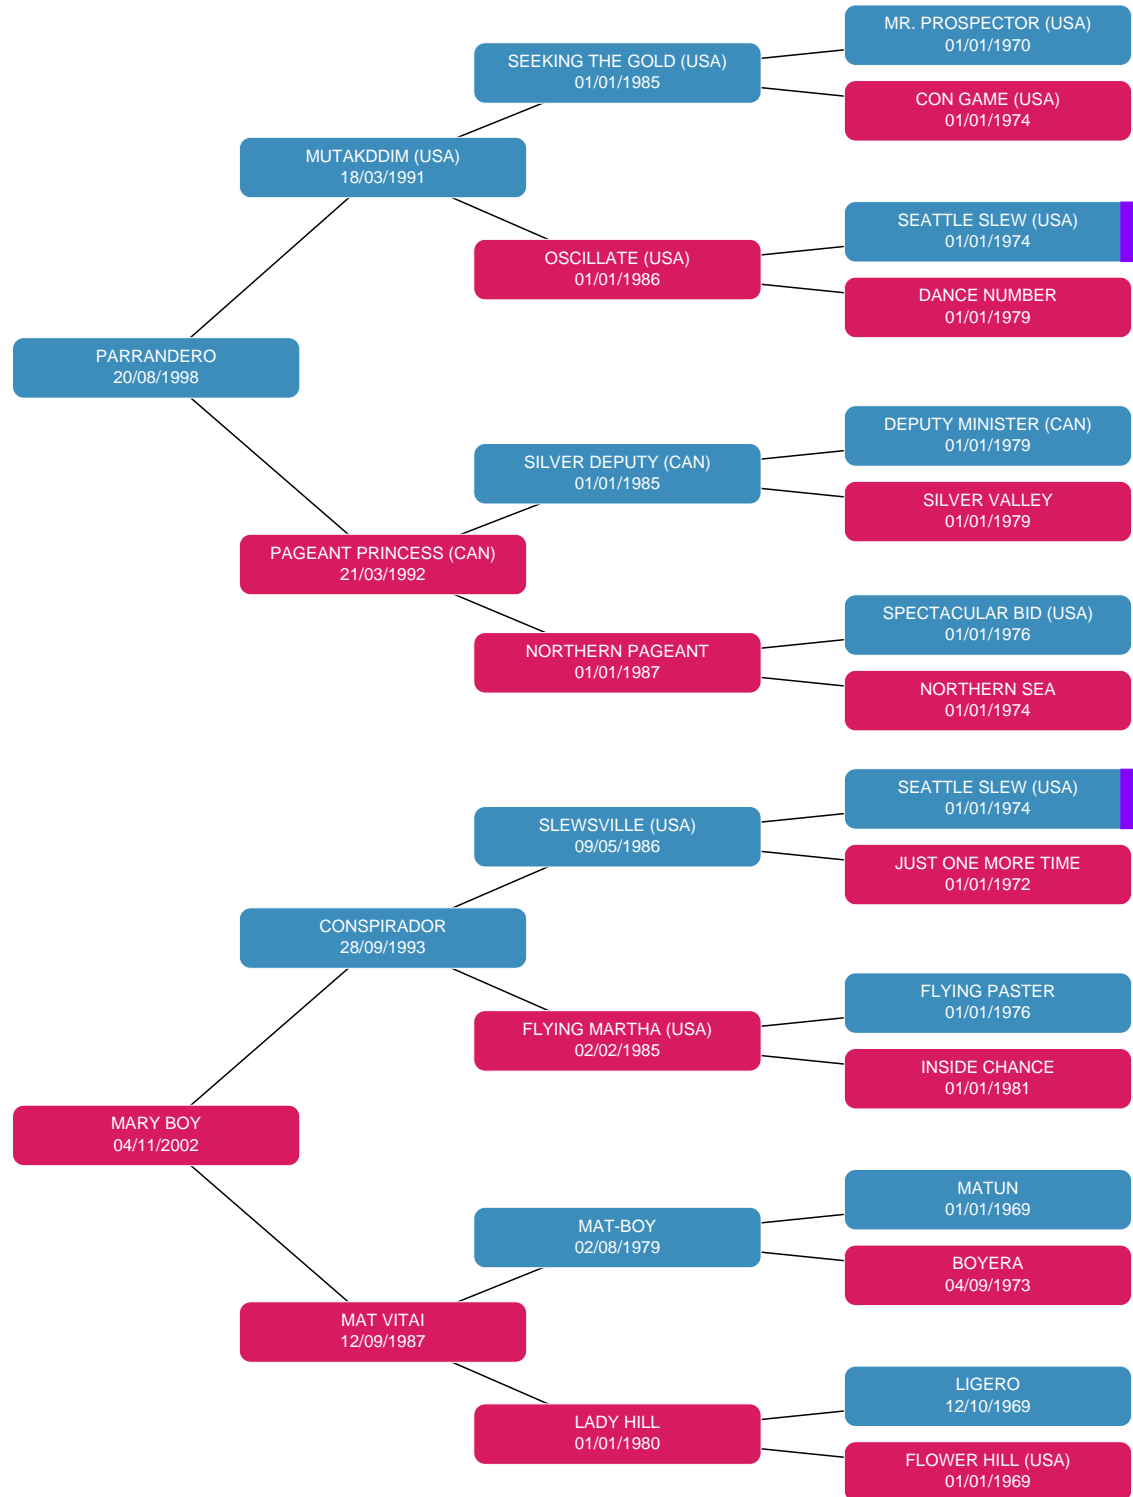 MR. PROSPECTOR (USA)
01/01/1970
SEEKING THE GOLD (USA)
01/01/1985
CON GAME (USA)
01/01/1974
MUTAKDDIM (USA)
18/03/1991
SEATTLE SLEW (USA)
01/01/1974
OSCILLATE (USA)
01/01/1986
DANCE NUMBER
01/01/1979
PARRANDERO
20/08/1998
DEPUTY MINISTER (CAN)
01/01/1979
SILVER DEPUTY (CAN)
01/01/1985
SILVER VALLEY
01/01/1979
PAGEANT PRINCESS (CAN)
21/03/1992
SPECTACULAR BID (USA)
01/01/1976
NORTHERN PAGEANT
01/01/1987
NORTHERN SEA
01/01/1974
SEATTLE SLEW (USA)
01/01/1974
SLEWSVILLE (USA)
09/05/1986
JUST ONE MORE TIME
01/01/1972
CONSPIRADOR
28/09/1993
FLYING PASTER
01/01/1976
FLYING MARTHA (USA)
02/02/1985
INSIDE CHANCE
01/01/1981
MARY BOY
04/11/2002
MATUN
01/01/1969
MAT-BOY
02/08/1979
BOYERA
04/09/1973
MAT VITAI
12/09/1987
LIGERO
12/10/1969
LADY HILL
01/01/1980
FLOWER HILL (USA)
01/01/1969